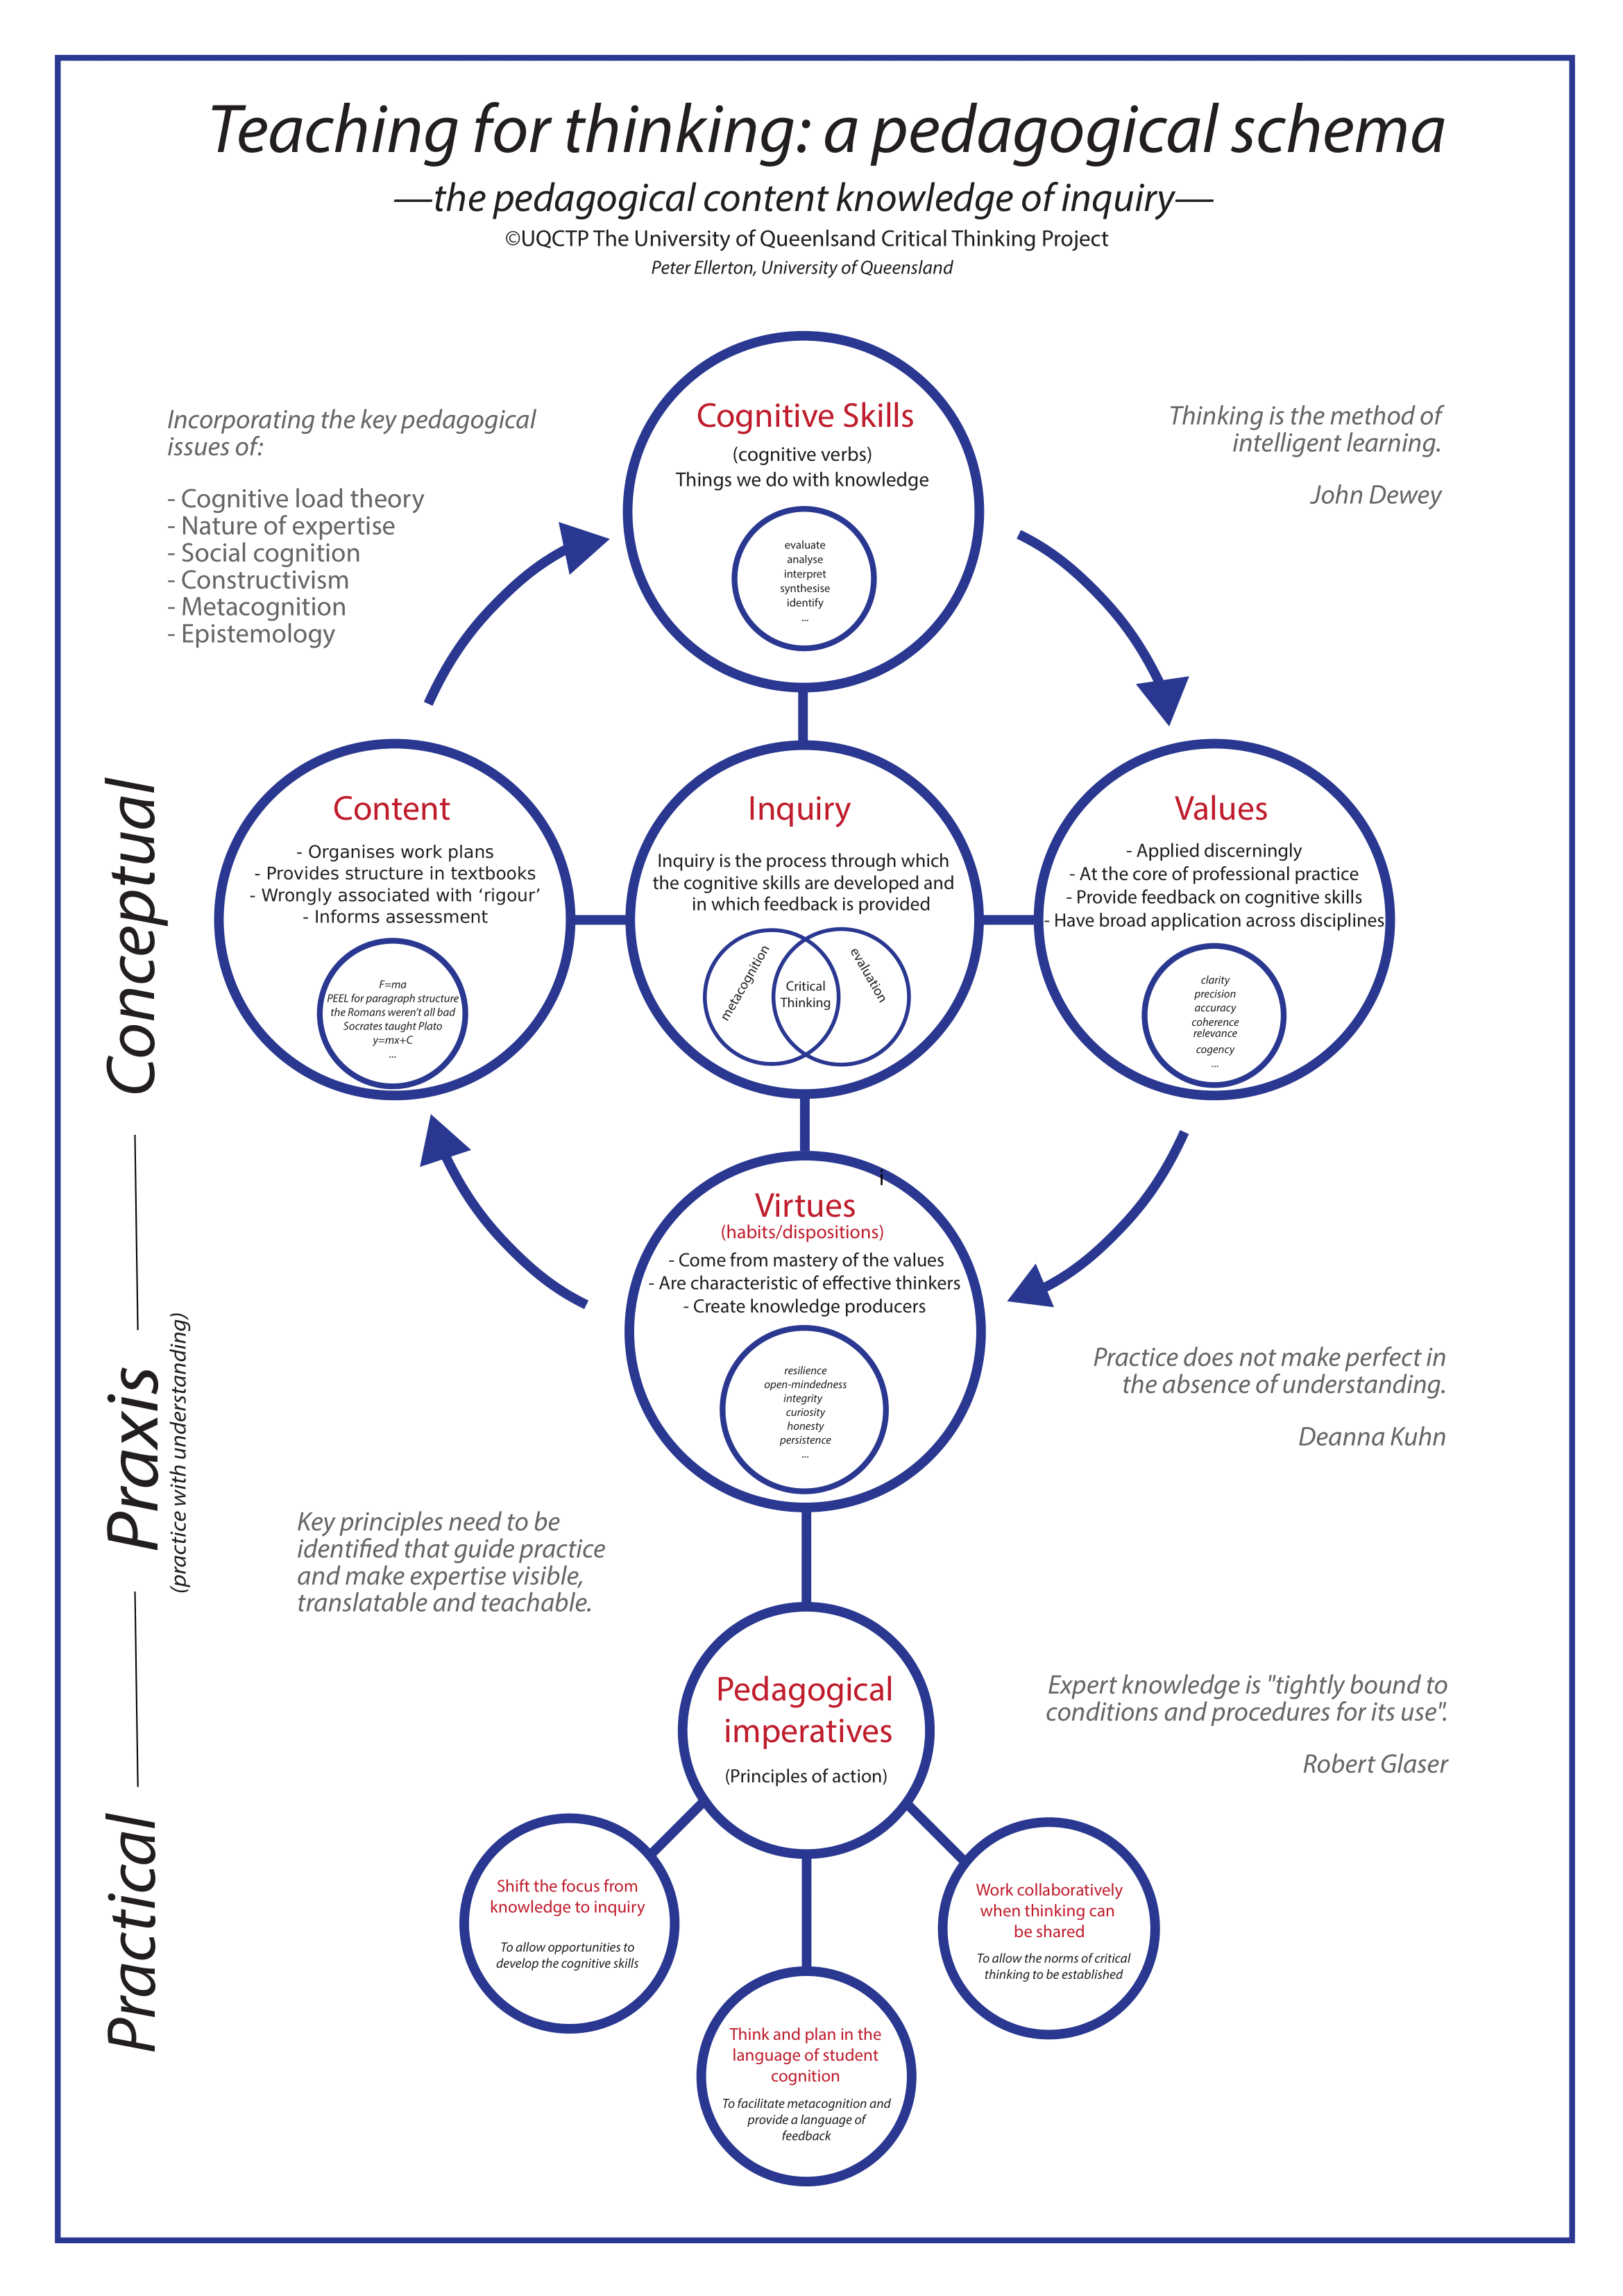 Teaching for thinking: a pedagogical schema
—the pedagogical content knowledge of inquiry—
©UQCTP The University of Queenlsand Critical Thinking Project
Peter Ellerton, University of Queensland
Incorporating the key pedagogical
issues of:
- Cognitive load theory
- Nature of expertise
- Social cognition
- Constructivism
- Metacognition
- Epistemology
Cognitive Skills
(cognitive verbs)
Things we do with knowledge
evaluate
analyse
interpret
synthesise
identify
...
Thinking is the method of
intelligent learning.
John Dewey
Conceptual
Content
- Organises work plans
- Provides structure in textbooks
- Wrongly associated with ‘rigour’
- Informs assessment
F=ma
PEEL for paragraph structure
the Romans weren't all bad
Socrates taught Plato
y=mx+C
...
Inquiry
Inquiry is the process through which
the cognitive skills are developed and
in which feedback is provided
metacognition
Critical
Thinking
evaluation
Values
- Applied discerningly
- At the core of professional practice
- Provide feedback on cognitive skills
- Have broad application across disciplines
clarity
precision
accuracy
coherence
relevance
cogency
...
i
Virtues
(habits/dispositions)
- Come from mastery of the values
- Are characteristic of effective thinkers
- Create knowledge producers
resilience
open-mindedness
integrity
curiosity
honesty
persistence
...
Praxis
(practice with understanding)
Practice does not make perfect in
the absence of understanding.
Deanna Kuhn
Key principles need to be
identified that guide practice
and make expertise visible,
translatable and teachable.
Pedagogical
imperatives
(Principles of action)
Expert knowledge is "tightly bound to
conditions and procedures for its use".
Robert Glaser
Practical
Shift the focus from
knowledge to inquiry
To allow opportunities to
develop the cognitive skills
Think and plan in the
language of student
cognition
To facilitate metacognition and
provide a language of
feedback
Work collaboratively
when thinking can
be shared
To allow the norms of critical
thinking to be established